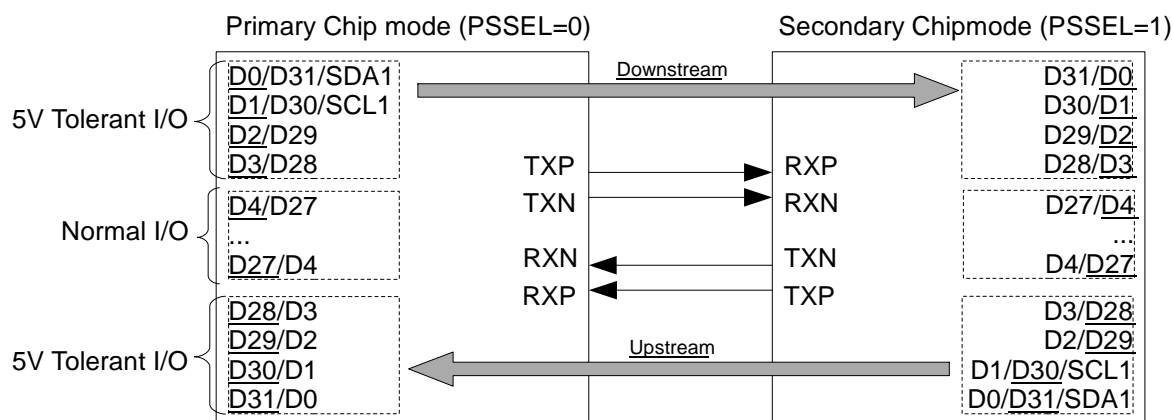 Primary Chip mode (PSSEL=0)
Secondary Chipmode (PSSEL=1)
5V Tolerant I/O
D0/D31/SDA1
D1/D30/SCL1
D2/D29
D3/D28
Normal I/O
D4/D27
...
D27/D4
5V Tolerant I/O
D28/D3
D29/D2
D30/D1
D31/D0
Downstream
TXP
TXN
RXN
RXP
RXP
RXN
TXN
TXP
Upstream
D31/D0
D30/D1
D29/D2
D28/D3
D27/D4
...
D4/D27
D3/D28
D2/D29
D1/D30/SCL1
D0/D31/SDA1